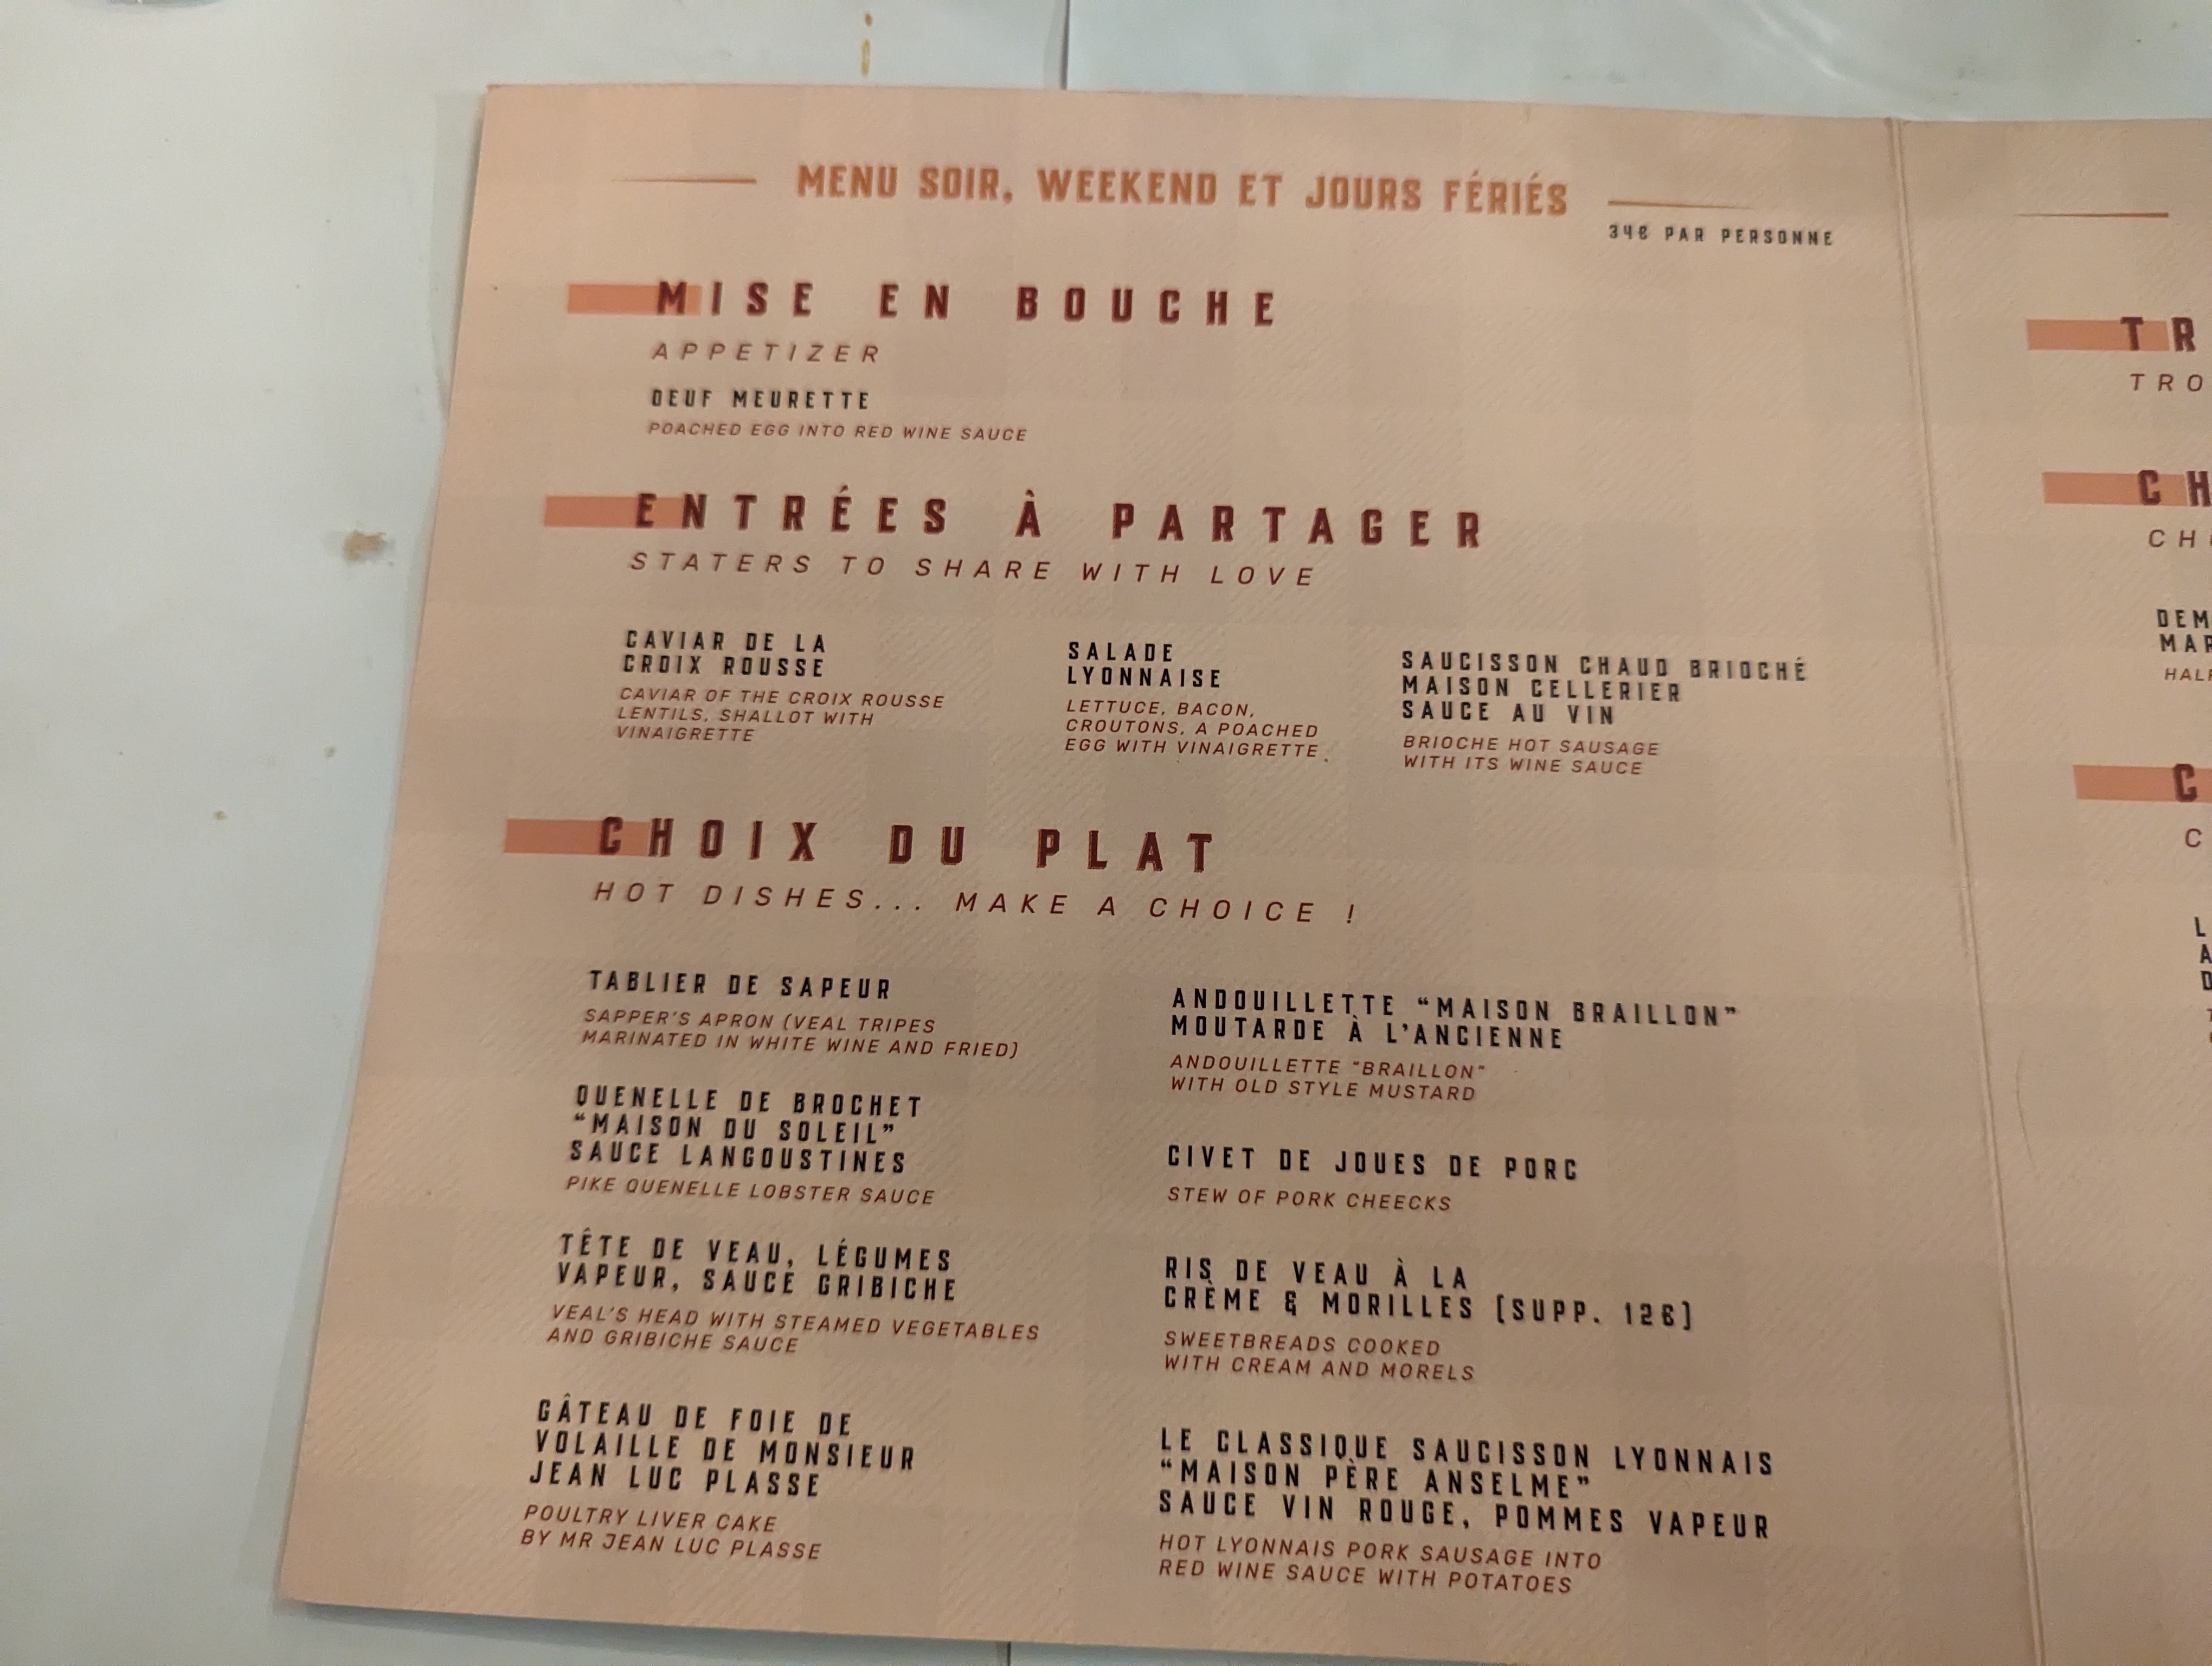 MENU SOIR, WEEKEND ET JOURS FÉRIÉS
34€ PAR PERSONNE
MISE EN BOUCHE
APPETIZER
OEUF MEURETTE
POACHED EGG INTO RED WINE SAUCE
ENTRÉES À PARTAGER
STATERS TO SHARE WITH LOVE
CAVIAR DE LA
CROIX ROUSSE
CAVIAR OF THE CROIX ROUSSE
LENTILS, SHALLOT WITH
VINAIGRETTE
SALADE
LYONNAISE
LETTUCE, BACON,
CROUTONS, A POACHED
EGG WITH VINAIGRETTE
SAUCISSON CHAUD BRIOCHÉ
MAISON CELLERIER
SAUCE AU VIN
BRIOCHE HOT SAUSAGE
WITH ITS WINE SAUCE
CHOIX DU PLAT
HOT DISHES... MAKE A CHOICE !
TABLIER DE SAPEUR
SAPPER'S APRON (VEAL TRIPES
MARINATED IN WHITE WINE AND FRIED)
QUENELLE DE BROCHET
"MAISON DU SOLEIL"
SAUCE LANGOUSTINES
PIKE QUENELLE LOBSTER SAUCE
TÊTE DE VEAU, LÉGUMES
VAPEUR, SAUCE GRIBICHE
VEAL'S HEAD WITH STEAMED VEGETABLES
AND GRIBICHE SAUCE
GÂTEAU DE FOIE DE
VOLAILLE DE MONSIEUR
JEAN LUC PLASSE
POULTRY LIVER CAKE
BY MR JEAN LUC PLASSE
ANDOUILLETTE "MAISON BRAILLON"
MOUTARDE À L'ANCIENNE
ANDOUILLETTE "BRAILLON"
WITH OLD STYLE MUSTARD
CIVET DE JOUES DE PORC
STEW OF PORK CHEECKS
RIS DE VEAU À LA
CRÈME & MORILLES (SUPP. 12€)
SWEETBREADS COOKED
WITH CREAM AND MORELS
LE CLASSIQUE SAUCISSON LYONNAIS
"MAISON PÈRE ANSELME"
SAUCE VIN ROUGE, POMMES VAPEUR
HOT LYONNAIS PORK SAUSAGE INTO
RED WINE SAUCE WITH POTATOES